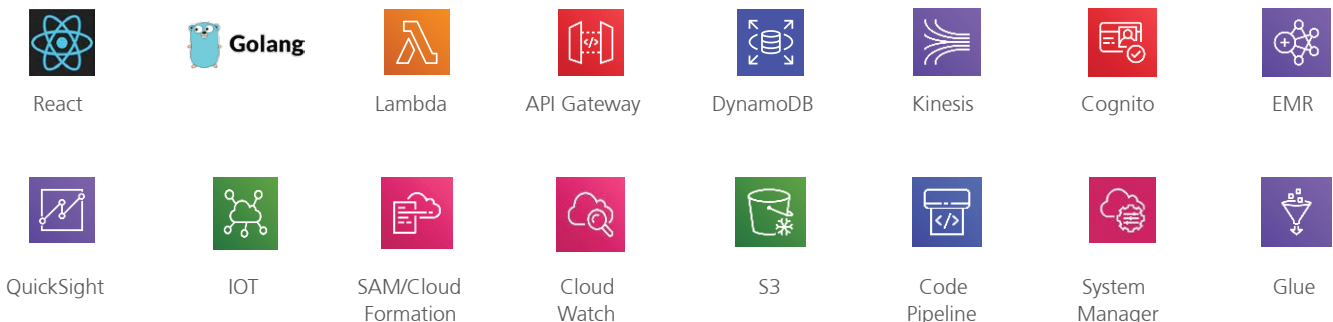 Golang
React
Lambda
API Gateway
DynamoDB
Kinesis
Cognito
EMR
QuickSight
IOT
SAM/Cloud
Formation
Cloud
Watch
S3
Code
Pipeline
System
Manager
Glue